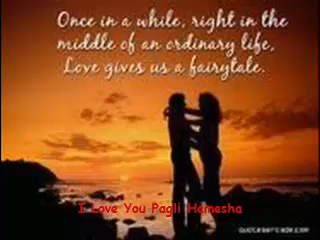 Once in a while, right in the
middle of an ordinary life,
Love gives us a fairytale.
I Love You Pagli Hamesha